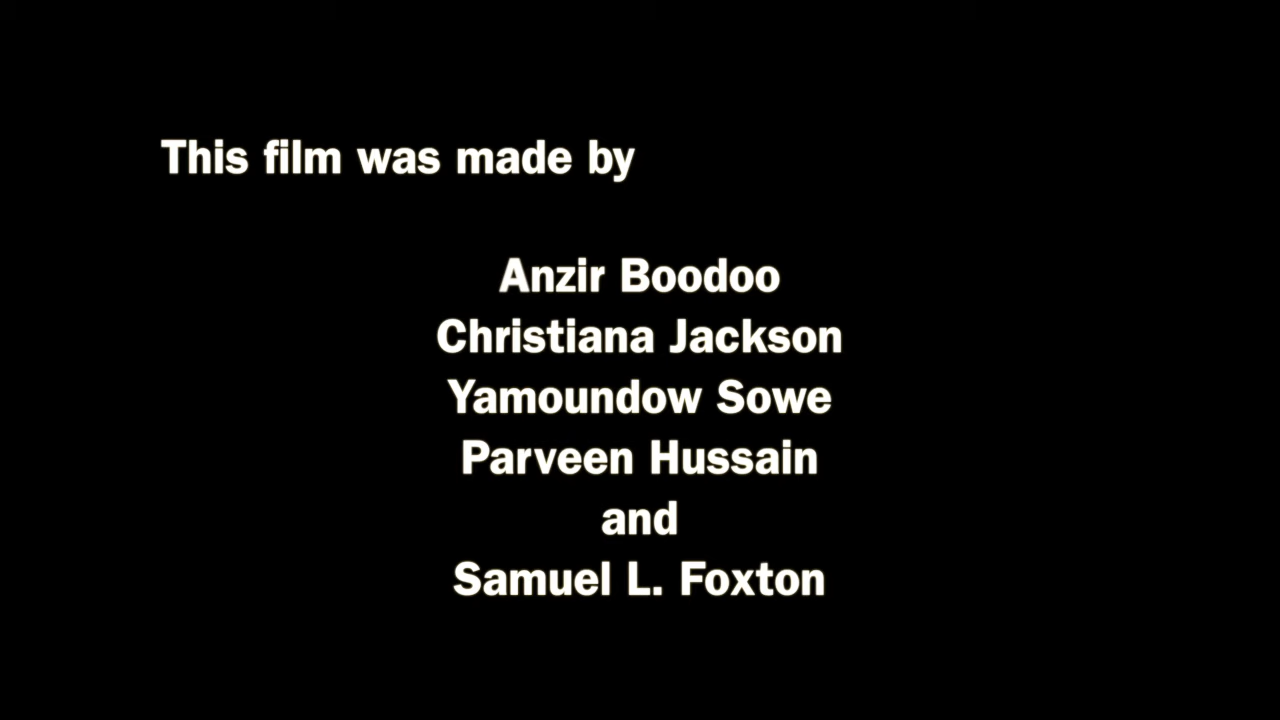 This film was made by
Anzir Boodoo
Christiana Jackson
Yamoundow Sowe
Parveen Hussain
and
Samuel L. Foxton